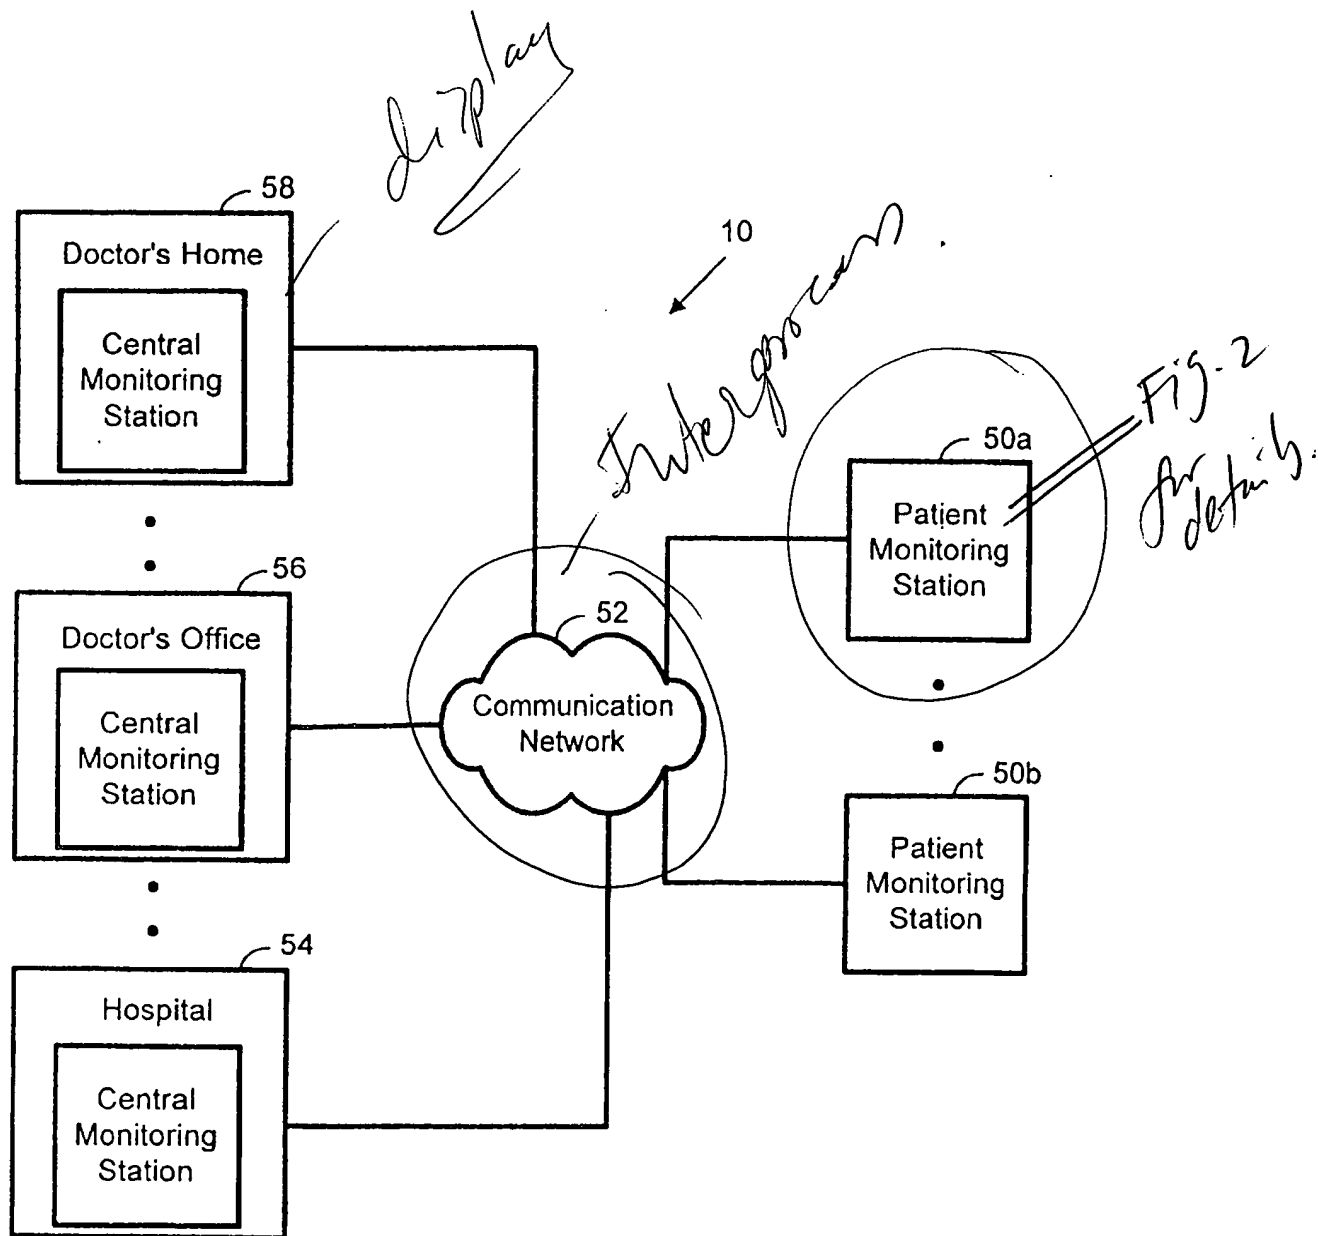 display
58
Doctor's Home
Central
Monitoring
Station
10
Fig. 2
for
details.
50a
Patient
Monitoring
Station
56
Doctor's Office
Central
Monitoring
Station
52
Communication
Network
50b
Patient
Monitoring
Station
54
Hospital
Central
Monitoring
Station